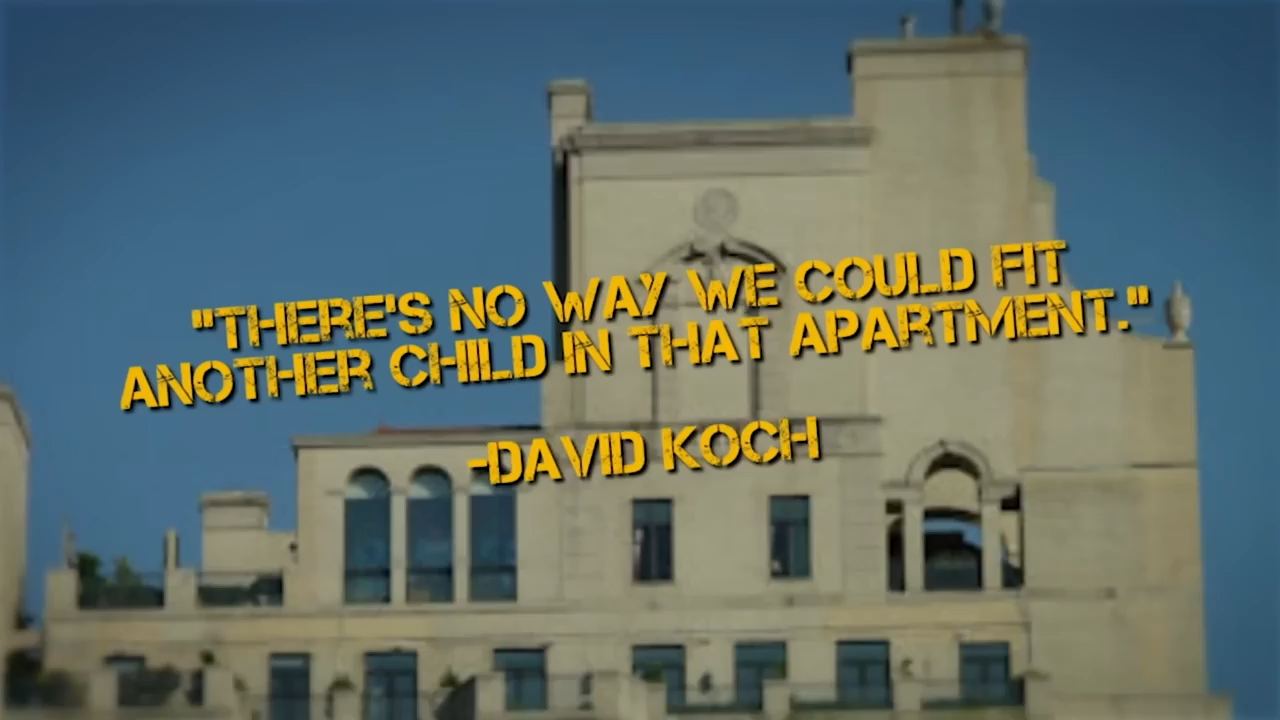 "THERE'S NO WAY WE COULD FIT
ANOTHER CHILD IN THAT APARTMENT."
-DAVID KOCH